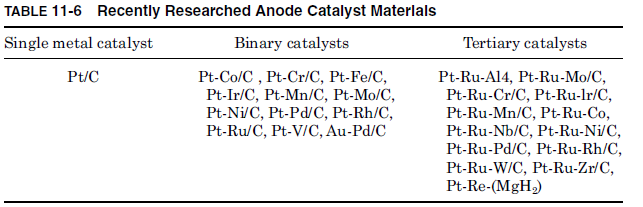 TABLE 11-6 Recently Researched Anode Catalyst Materials
Single metal catalyst Binary catalysts Tertiary catalysts
Pt/C Pt-Co/C , Pt-Cr/C, Pt-Fe/C, Pt-Ru-Al4, Pt-Ru-Mo/C,
Pt-Ir/C, Pt-Mn/C, Pt-Mo/C, Pt-Ru-Cr/C, Pt-Ru-lr/C,
Pt-Ni/C, Pt-Pd/C, Pt-Rh/C, Pt-Ru-Mn/C, Pt-Ru-Co,
Pt-Ru/C, Pt-V/C, Au-Pd/C Pt-Ru-Nb/C, Pt-Ru-Ni/C,
Pt-Ru-Pd/C, Pt-Ru-Rh/C,
Pt-Ru-W/C, Pt-Ru-Zr/C,
Pt-Re-(MgH₂)